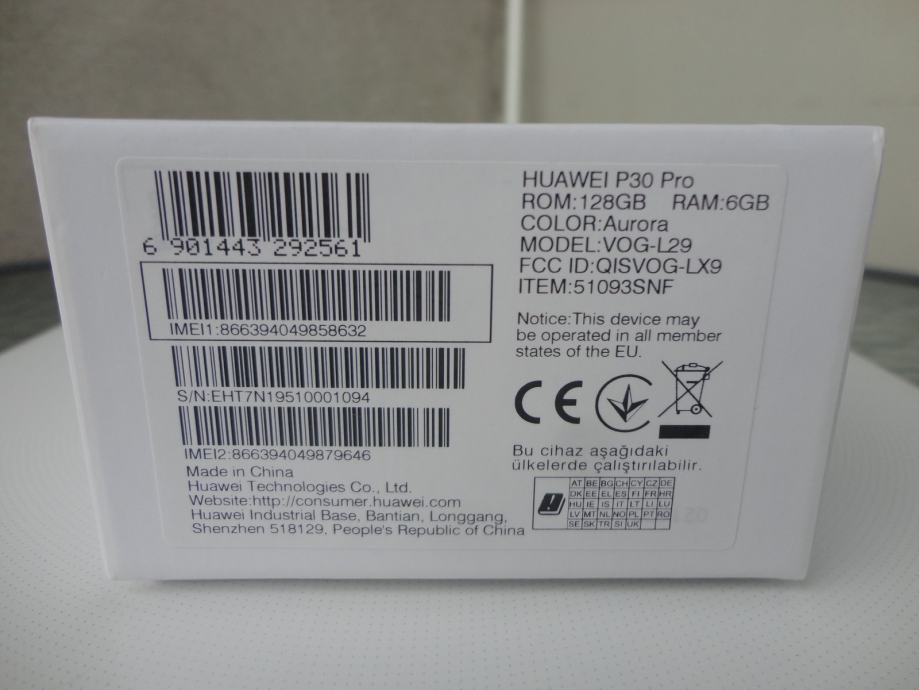 6 901443 292561
IMEI1:866394049858632
S/N:EHT7N19510001094
IMEI2:866394049879646
Made in China
Huawei Technologies Co., Ltd.
Website:http://consumer.huawei.com
Huawei Industrial Base, Bantian, Longgang,
Shenzhen 518129, People's Republic of China
HUAWEI P30 Pro
ROM:128GB RAM:6GB
COLOR:Aurora
MODEL:VOG-L29
FCC ID:QISVOG-LX9
ITEM:51093SNF
Notice:This device may
be operated in all member
states of the EU.
CE
Bu cihaz aşağıdaki
ülkelerde çalıştırılabilir.
AT BE BG CH CY CZ DE
DK EE EL ES FI FR HR
HU IE IS IT LT LI LU
LV MT NL NO PL PT RO
SE SK TR SI UK